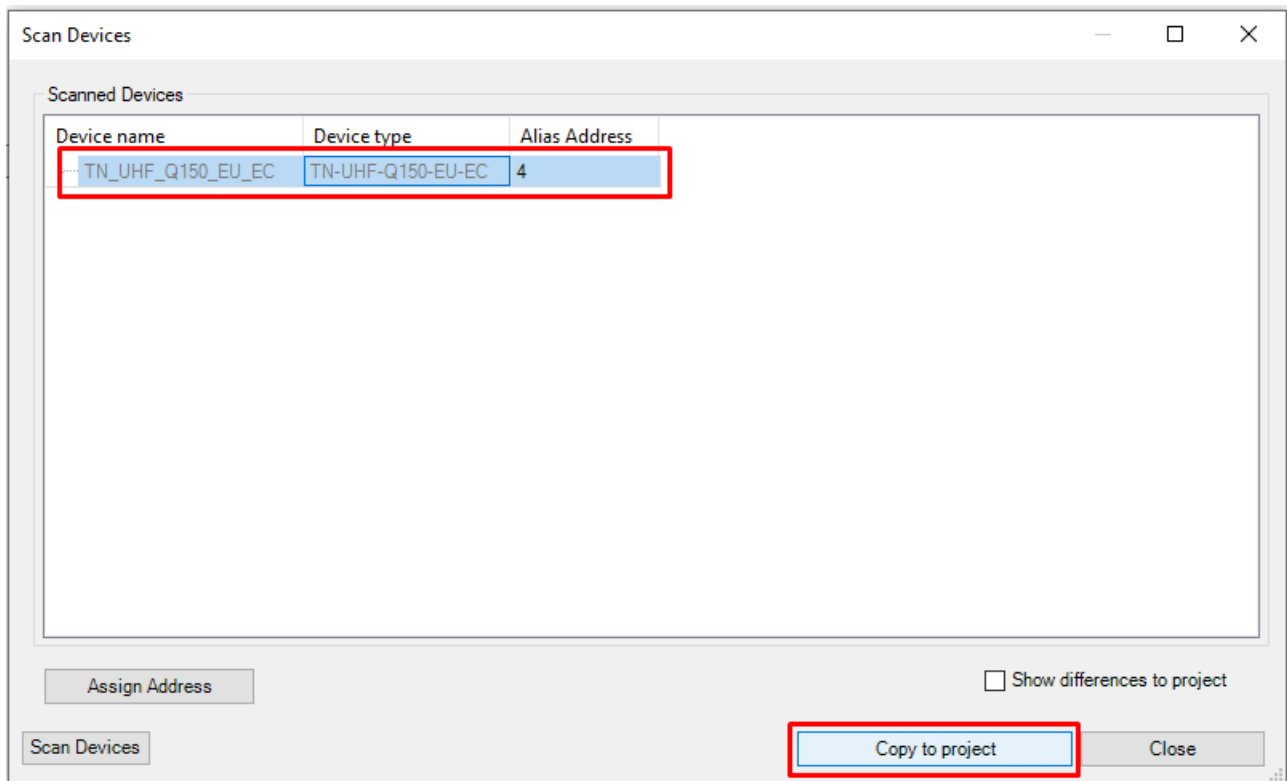 Scan Devices
Scanned Devices
Device name Device type Alias Address
TN_UHF_Q150_EU_EC TN-UHF-Q150-EU-EC 4
Assign Address
Show differences to project
Scan Devices
Copy to project
Close